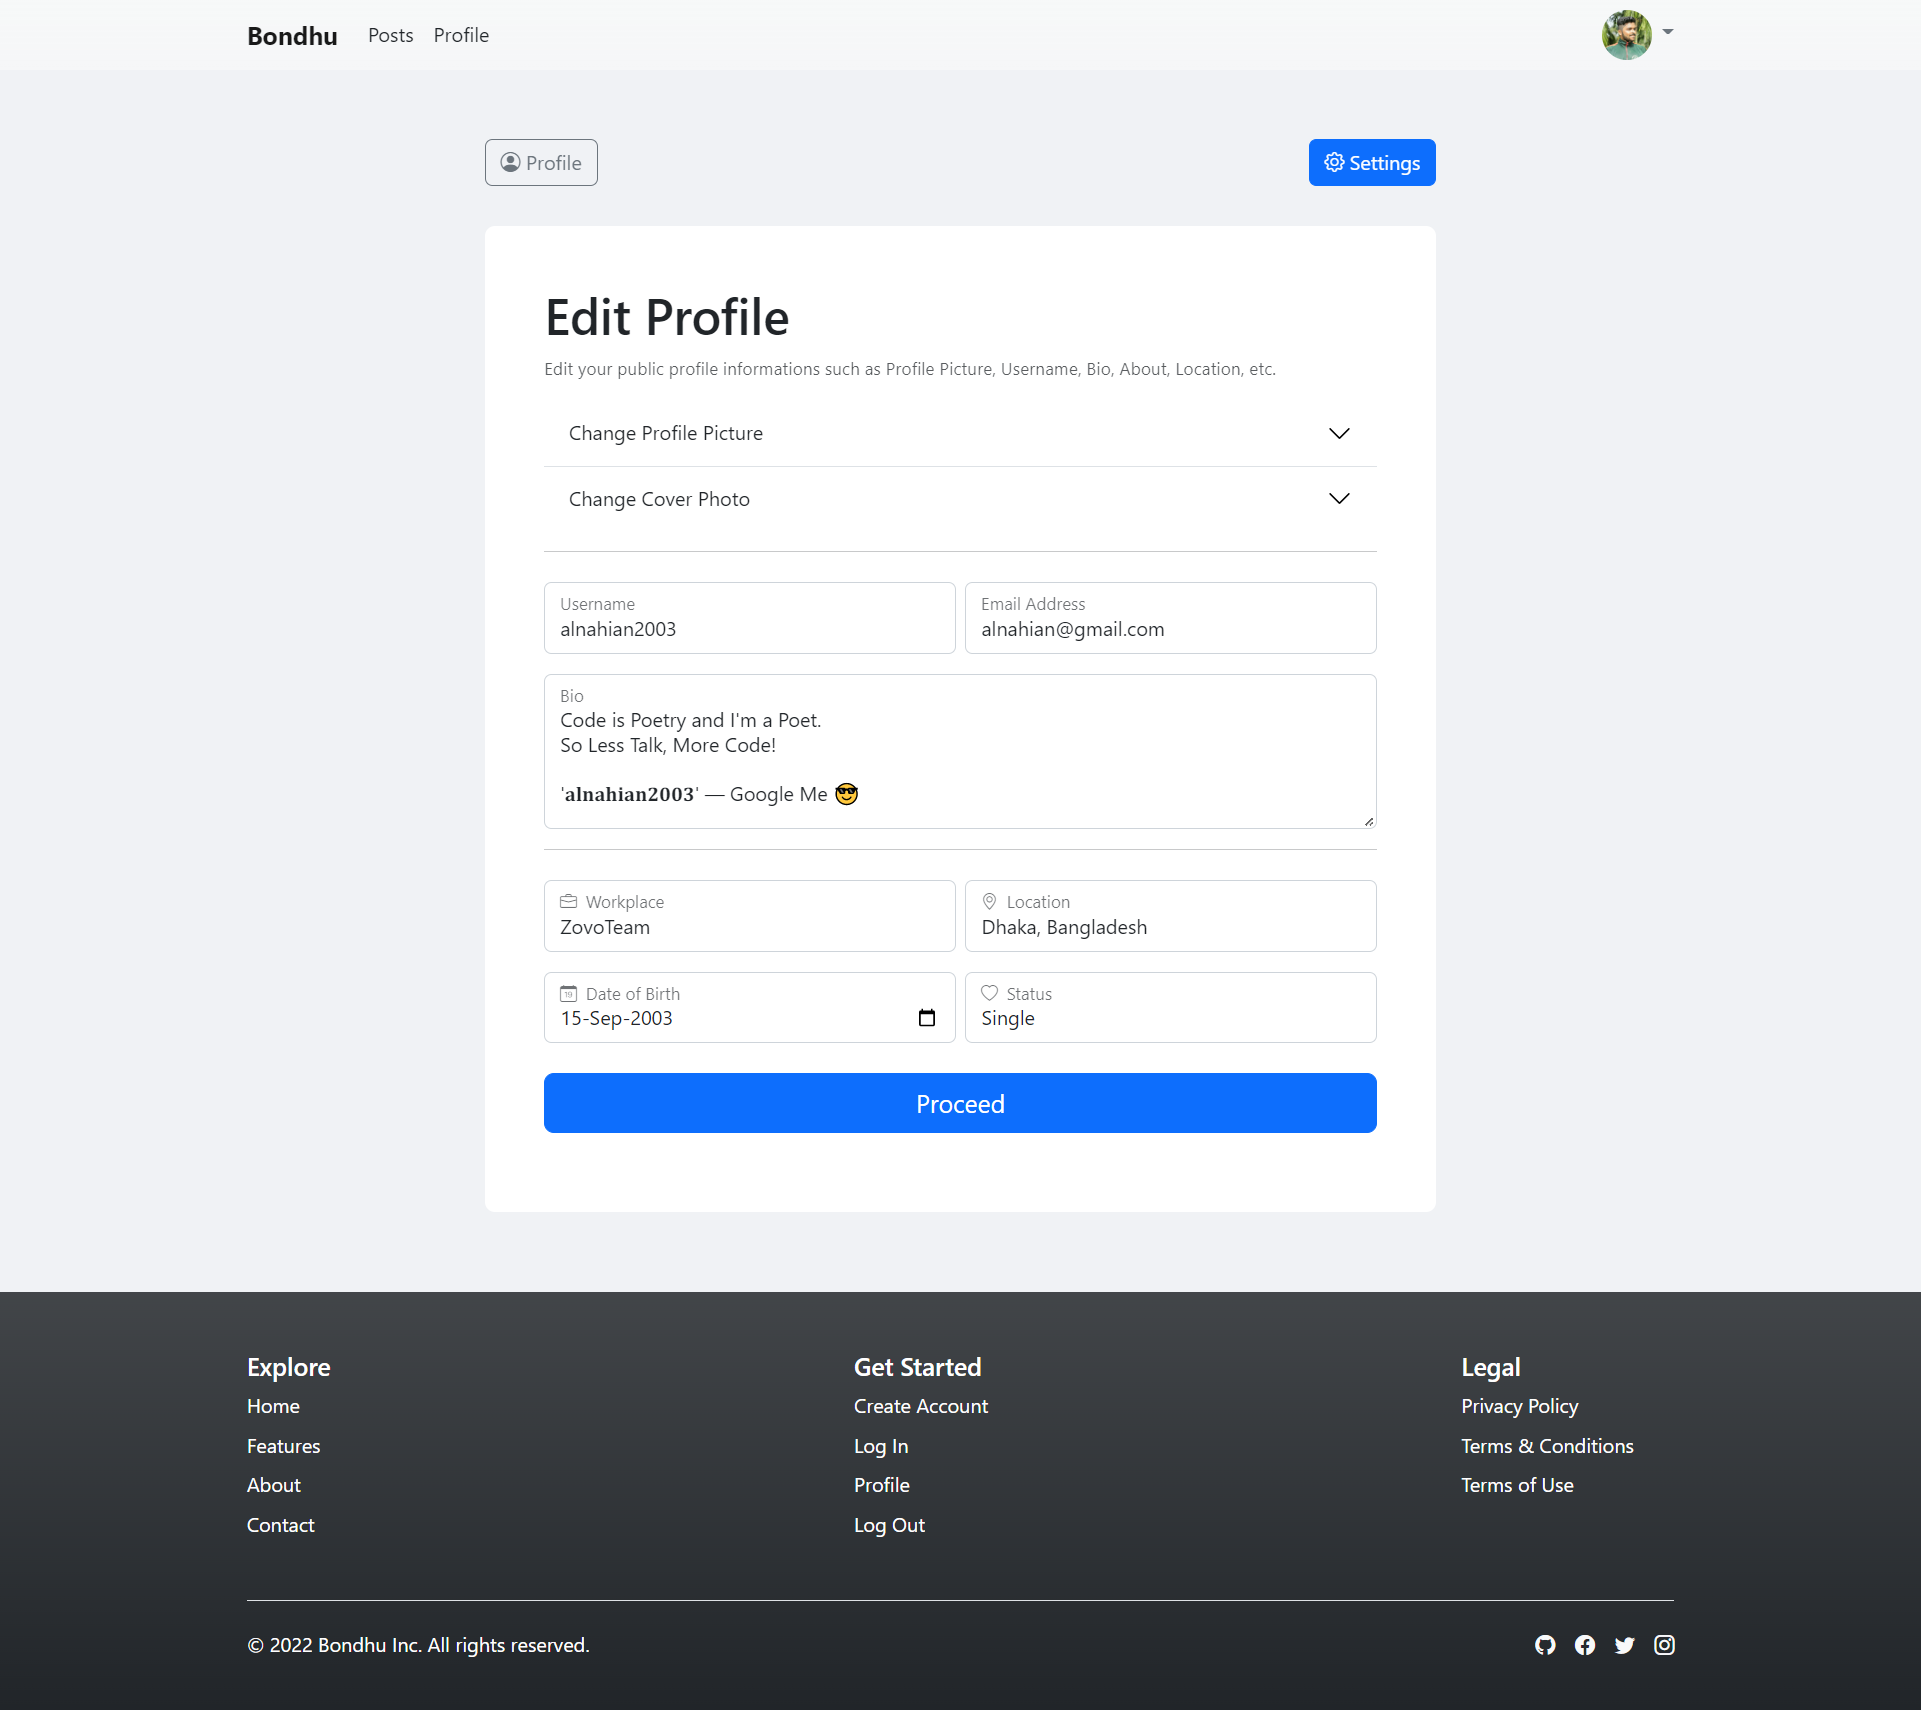 Bondhu
Posts
Profile
Profile
Settings
Edit Profile
Edit your public profile informations such as Profile Picture, Username, Bio, About, Location, etc.
Change Profile Picture
Change Cover Photo
Username
alnahian2003
Email Address
alnahian@gmail.com
Bio
Code is Poetry and I'm a Poet.
So Less Talk, More Code!
'𝐚𝐥𝐧𝐚𝐡𝐢𝐚𝐧𝟐𝟎𝟎𝟑' — Google Me 😎
Workplace
ZovoTeam
Location
Dhaka, Bangladesh
19
Date of Birth
15-Sep-2003
Status
Single
Proceed
Explore
Home
Features
About
Contact
Get Started
Create Account
Log In
Profile
Log Out
Legal
Privacy Policy
Terms & Conditions
Terms of Use
© 2022 Bondhu Inc. All rights reserved.